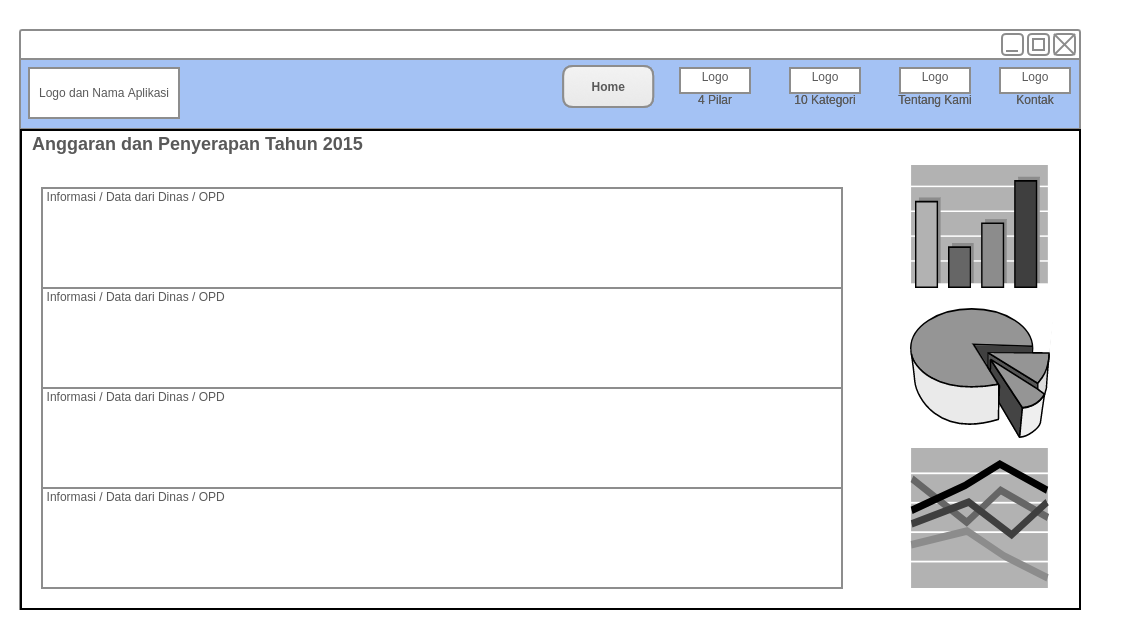 Logo dan Nama Aplikasi
Home
Logo
4 Pilar
Logo
10 Kategori
Logo
Tentang Kami
Logo
Kontak
Anggaran dan Penyerapan Tahun 2015
Informasi / Data dari Dinas / OPD
Informasi / Data dari Dinas / OPD
Informasi / Data dari Dinas / OPD
Informasi / Data dari Dinas / OPD